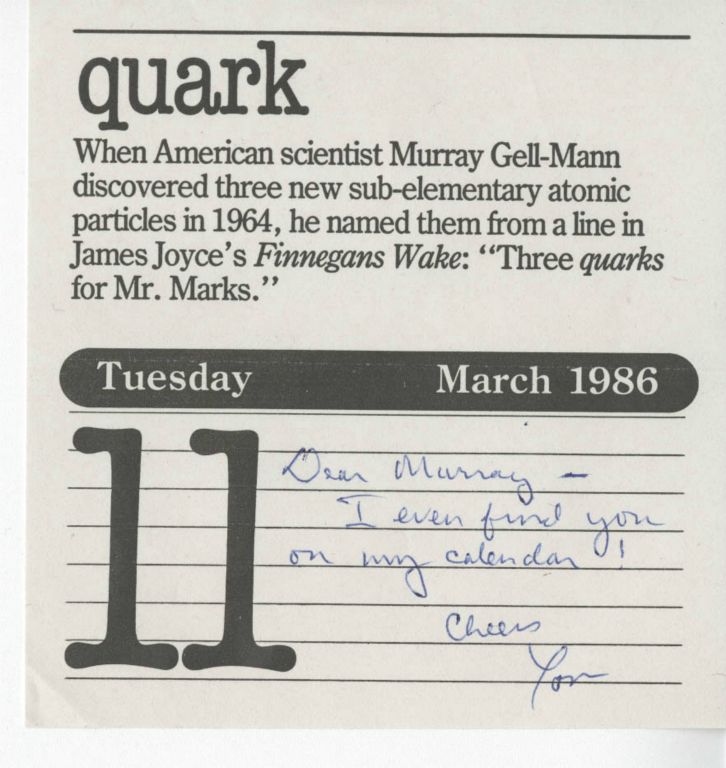 quark
When American scientist Murray Gell-Mann
discovered three new sub-elementary atomic
particles in 1964, he named them from a line in
James Joyce's Finnegans Wake: “Three quarks
for Mr. Marks.”
Tuesday March 1986
11
Dear Murray –
I even find you
on my calendar !
Cheers